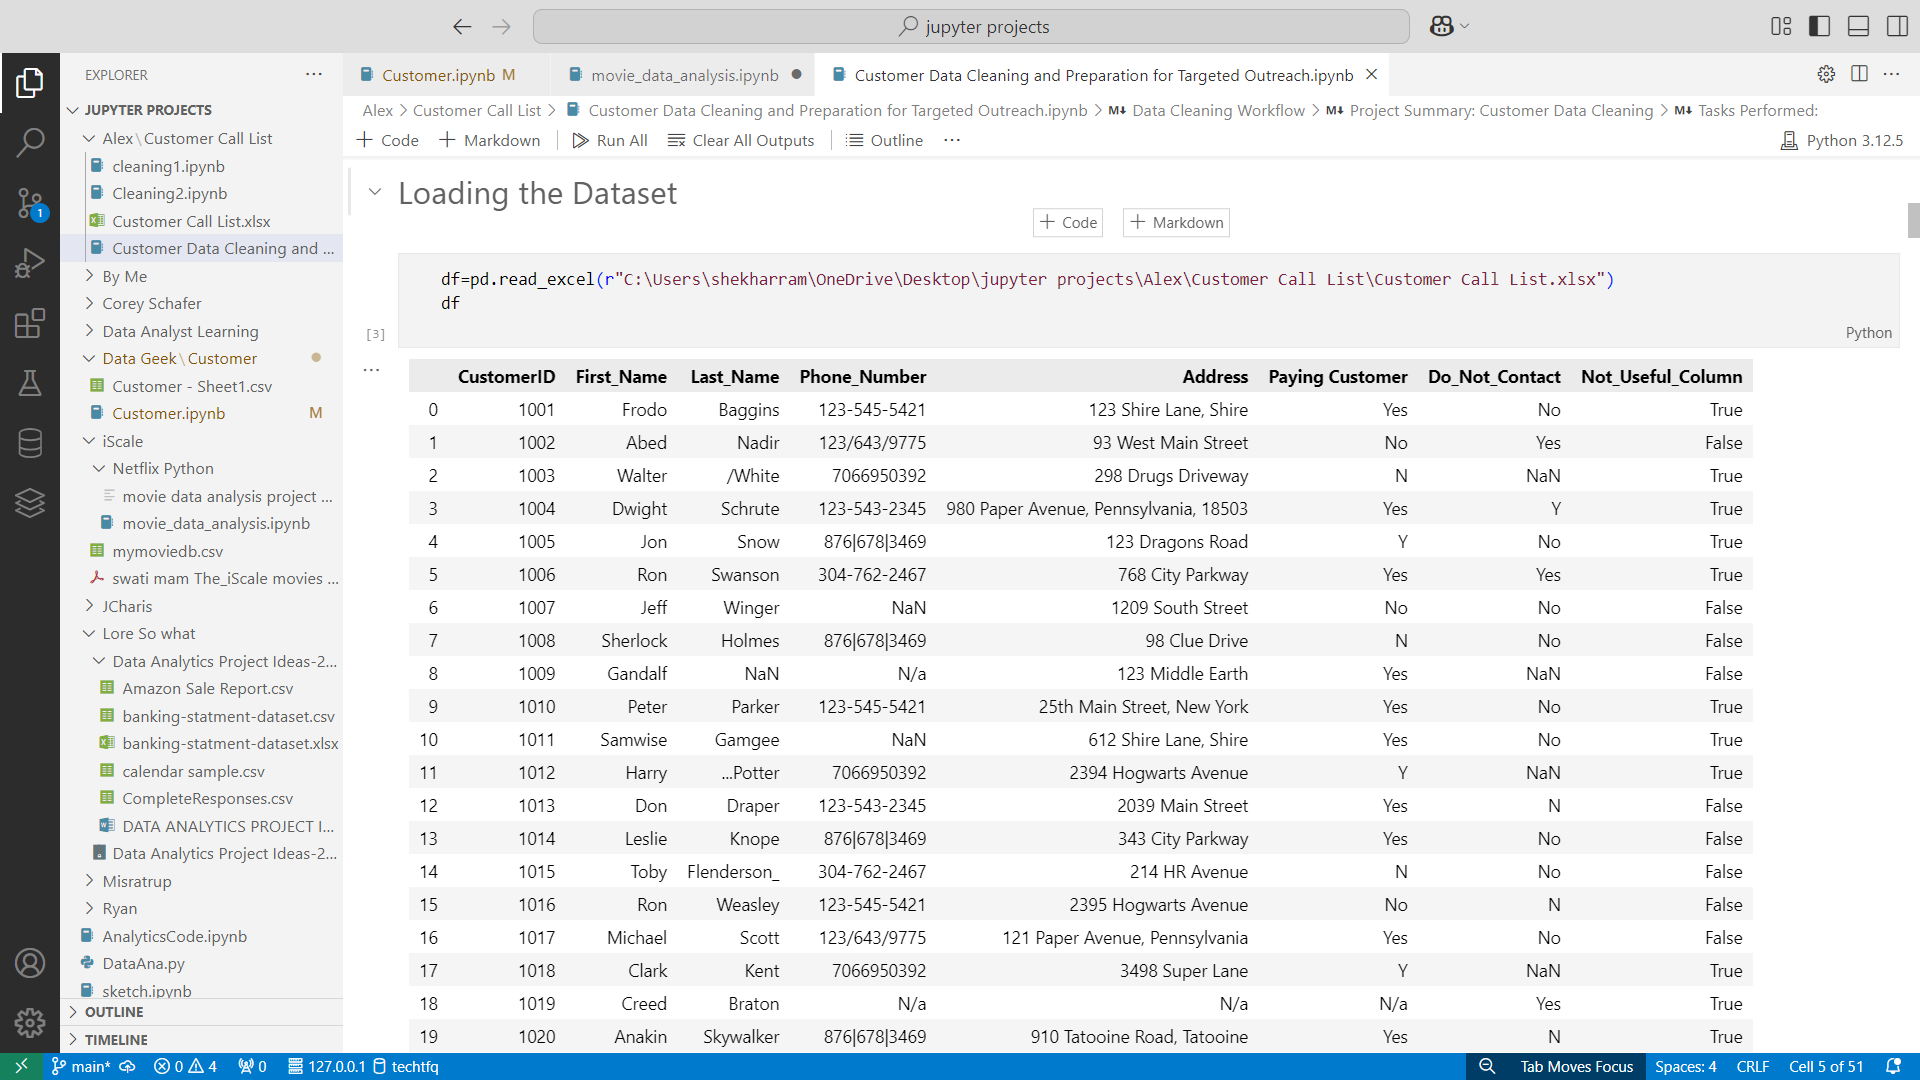 jupyter projects
EXPLORER
JUPYTER PROJECTS
Alex\Customer Call List
cleaning1.ipynb
Cleaning2.ipynb
Customer Call List.xlsx
Customer Data Cleaning and ...
By Me
Corey Schafer
Data Analyst Learning
Data Geek\Customer
Customer - Sheet1.csv
Customer.ipynb M
iScale
Netflix Python
movie data analysis project ...
movie_data_analysis.ipynb
mymoviedb.csv
swati mam The_iScale movies ...
JCharis
Lore So what
Data Analytics Project Ideas-2...
Amazon Sale Report.csv
banking-statment-dataset.csv
banking-statment-dataset.xlsx
calendar sample.csv
CompleteResponses.csv
DATA ANALYTICS PROJECT I...
Data Analytics Project Ideas-2...
Misratrup
Ryan
AnalyticsCode.ipynb
DataAna.py
sketch.ipynb
OUTLINE
TIMELINE
1
Customer.ipynb M movie_data_analysis.ipynb Customer Data Cleaning and Preparation for Targeted Outreach.ipynb
Alex > Customer Call List > Customer Data Cleaning and Preparation for Targeted Outreach.ipynb > M↓ Data Cleaning Workflow > M↓ Project Summary: Customer Data Cleaning > M↓ Tasks Performed:
+ Code + Markdown Run All Clear All Outputs Outline ... Python 3.12.5
Loading the Dataset
+ Code + Markdown
df=pd.read_excel(r"C:\Users\shekharram\OneDrive\Desktop\jupyter projects\Alex\Customer Call List\Customer Call List.xlsx")
df
[3] Python
CustomerID First_Name Last_Name Phone_Number Address Paying Customer Do_Not_Contact Not_Useful_Column
0 1001 Frodo Baggins 123-545-5421 123 Shire Lane, Shire Yes No True
1 1002 Abed Nadir 123/643/9775 93 West Main Street No Yes False
2 1003 Walter /White 7066950392 298 Drugs Driveway N NaN True
3 1004 Dwight Schrute 123-543-2345 980 Paper Avenue, Pennsylvania, 18503 Yes Y True
4 1005 Jon Snow 876|678|3469 123 Dragons Road Y No True
5 1006 Ron Swanson 304-762-2467 768 City Parkway Yes Yes True
6 1007 Jeff Winger NaN 1209 South Street No No False
7 1008 Sherlock Holmes 876|678|3469 98 Clue Drive N No False
8 1009 Gandalf NaN N/a 123 Middle Earth Yes NaN False
9 1010 Peter Parker 123-545-5421 25th Main Street, New York Yes No True
10 1011 Samwise Gamgee NaN 612 Shire Lane, Shire Yes No True
11 1012 Harry ...Potter 7066950392 2394 Hogwarts Avenue Y NaN True
12 1013 Don Draper 123-543-2345 2039 Main Street Yes N False
13 1014 Leslie Knope 876|678|3469 343 City Parkway Yes No False
14 1015 Toby Flenderson_ 304-762-2467 214 HR Avenue N No False
15 1016 Ron Weasley 123-545-5421 2395 Hogwarts Avenue No N False
16 1017 Michael Scott 123/643/9775 121 Paper Avenue, Pennsylvania Yes No False
17 1018 Clark Kent 7066950392 3498 Super Lane Y NaN True
18 1019 Creed Braton N/a N/a N/a Yes True
19 1020 Anakin Skywalker 876|678|3469 910 Tatooine Road, Tatooine Yes N True
main* 0 4 0 127.0.0.1 techtfq Tab Moves Focus Spaces: 4 CRLF Cell 5 of 51